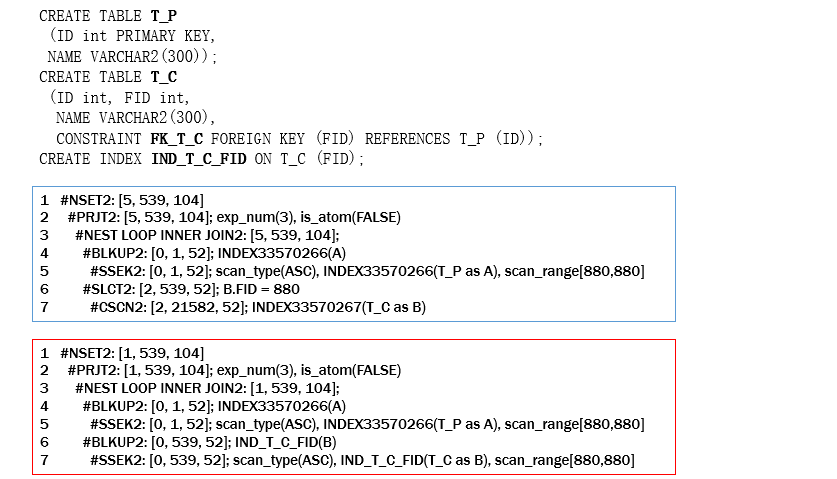 CREATE TABLE T_P
(ID int PRIMARY KEY,
NAME VARCHAR2(300));
CREATE TABLE T_C
(ID int, FID int,
NAME VARCHAR2(300),
CONSTRAINT FK_T_C FOREIGN KEY (FID) REFERENCES T_P (ID));
CREATE INDEX IND_T_C_FID ON T_C (FID);
1 #NSET2: [5, 539, 104]
2 #PRJT2: [5, 539, 104]; exp_num(3), is_atom(FALSE)
3 #NEST LOOP INNER JOIN2: [5, 539, 104];
4 #BLKUP2: [0, 1, 52]; INDEX33570266(A)
5 #SSEK2: [0, 1, 52]; scan_type(ASC), INDEX33570266(T_P as A), scan_range[880,880]
6 #SLCT2: [2, 539, 52]; B.FID = 880
7 #CSCN2: [2, 21582, 52]; INDEX33570267(T_C as B)
1 #NSET2: [1, 539, 104]
2 #PRJT2: [1, 539, 104]; exp_num(3), is_atom(FALSE)
3 #NEST LOOP INNER JOIN2: [1, 539, 104];
4 #BLKUP2: [0, 1, 52]; INDEX33570266(A)
5 #SSEK2: [0, 1, 52]; scan_type(ASC), INDEX33570266(T_P as A), scan_range[880,880]
6 #BLKUP2: [0, 539, 52]; IND_T_C_FID(B)
7 #SSEK2: [0, 539, 52]; scan_type(ASC), IND_T_C_FID(T_C as B), scan_range[880,880]